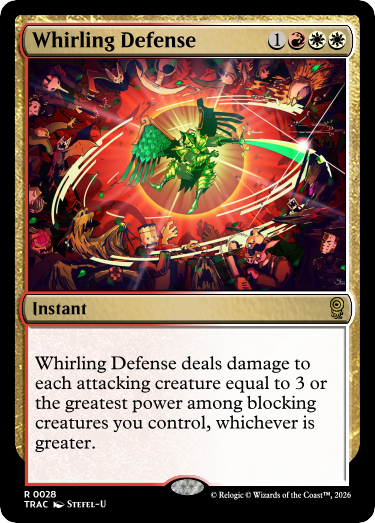 Whirling Defense 1
Instant
Whirling Defense deals damage to
each attacking creature equal to 3 or
the greatest power among blocking
creatures you control, whichever is
greater.
R 0028
TRAC Stefel-U
© Relogic © Wizards of the Coast™, 2026